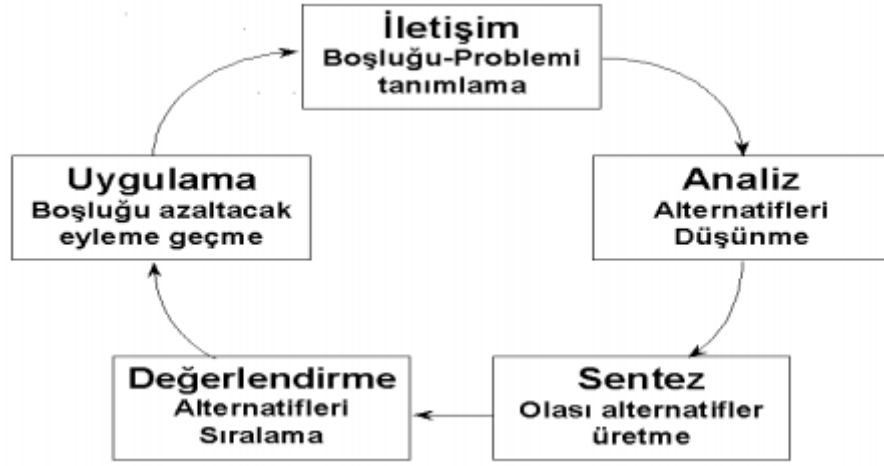 İletişim
Boşluğu-Problemi
tanımlama
Uygulama
Boşluğu azaltacak
eyleme geçme
Analiz
Alternatifleri
Düşünme
Değerlendirme
Alternatifleri
Sıralama
Sentez
Olası alternatifler
üretme